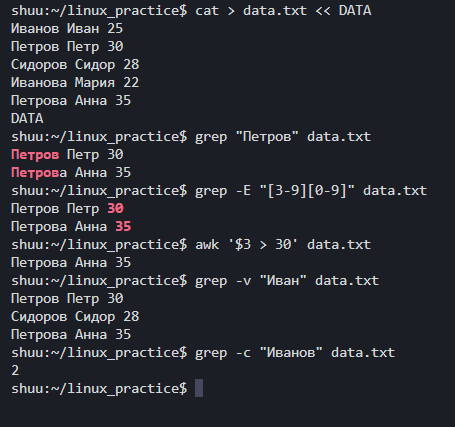 shuu:~/linux_practice$ cat > data.txt << DATA
Иванов Иван 25
Петров Петр 30
Сидоров Сидор 28
Иванова Мария 22
Петрова Анна 35
DATA
shuu:~/linux_practice$ grep "Петров" data.txt
Петров Петр 30
Петрова Анна 35
shuu:~/linux_practice$ grep -E "[3-9][0-9]" data.txt
Петров Петр 30
Петрова Анна 35
shuu:~/linux_practice$ awk '$3 > 30' data.txt
Петрова Анна 35
shuu:~/linux_practice$ grep -v "Иван" data.txt
Петров Петр 30
Сидоров Сидор 28
Петрова Анна 35
shuu:~/linux_practice$ grep -c "Иванов" data.txt
2
shuu:~/linux_practice$